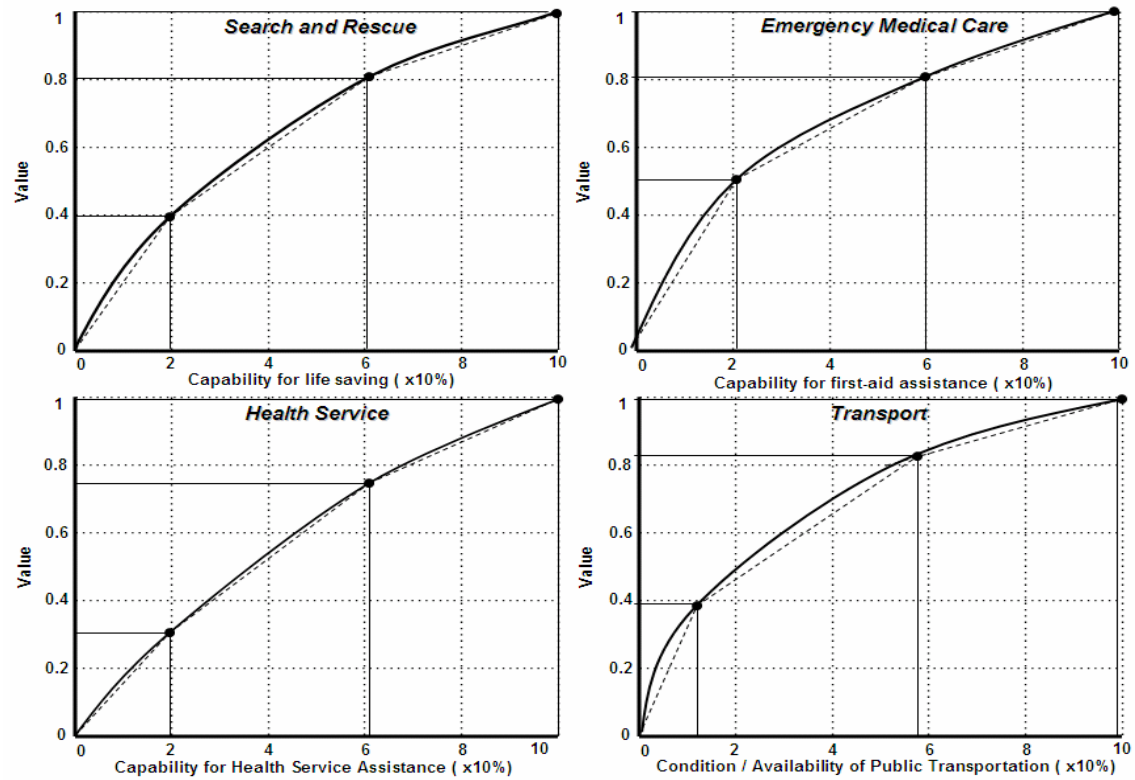 Search and Rescue
1
0.8
0.6
0.4
0.2
0
Value
0 2 4 6 8 10
Capability for life saving ( x10%)
Emergency Medical Care
1
0.8
0.6
0.4
0.2
0
Value
0 2 4 6 8 10
Capability for first-aid assistance ( x10%)
Health Service
1
0.8
0.6
0.4
0.2
0
Value
0 2 4 6 8 10
Capability for Health Service Assistance ( x10%)
Transport
1
0.8
0.6
0.4
0.2
0
Value
0 2 4 6 8 10
Condition / Availability of Public Transportation ( x10%)